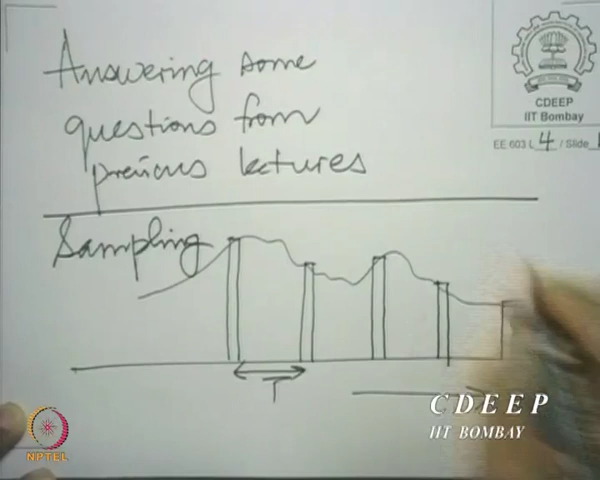 Answering some
questions from
previous lectures
CDEEP
IIT Bombay
EE 603 L 4 / Slide
Sampling
T
CDEEP
IIT BOMBAY
NPTEL